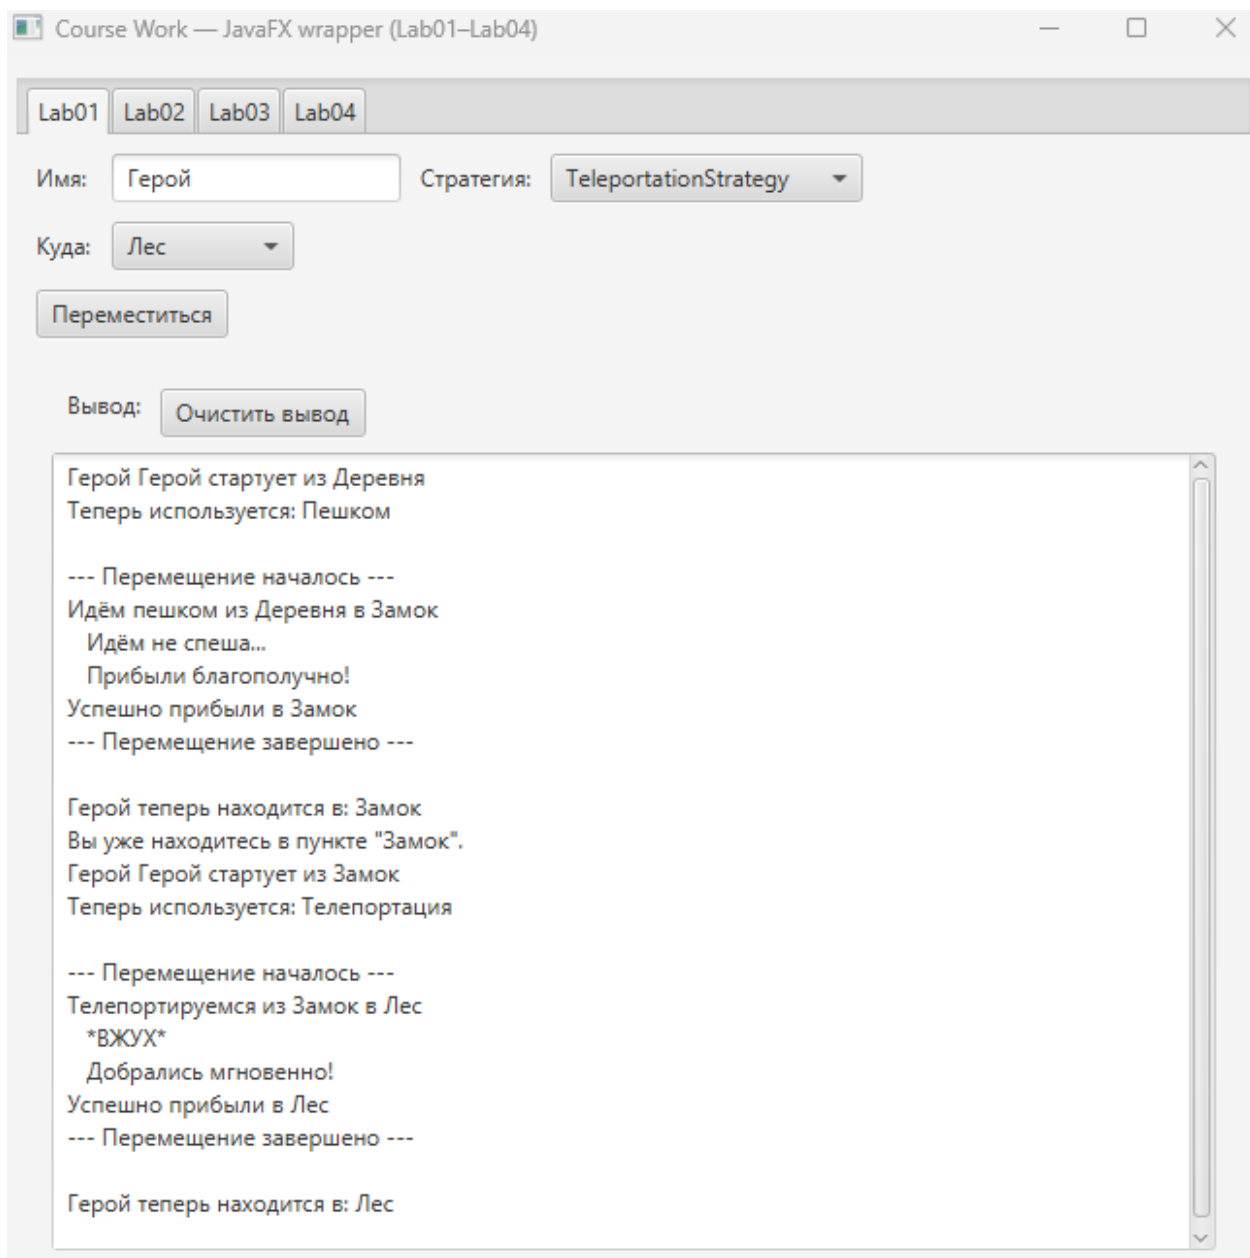 Course Work — JavaFX wrapper (Lab01–Lab04)
Lab01 Lab02 Lab03 Lab04
Имя: Герой Стратегия: TeleportationStrategy
Куда: Лес
Переместиться
Вывод: Очистить вывод
Герой Герой стартует из Деревня
Теперь используется: Пешком
--- Перемещение началось ---
Идём пешком из Деревня в Замок
Идём не спеша...
Прибыли благополучно!
Успешно прибыли в Замок
--- Перемещение завершено ---
Герой теперь находится в: Замок
Вы уже находитесь в пункте "Замок".
Герой Герой стартует из Замок
Теперь используется: Телепортация
--- Перемещение началось ---
Телепортируемся из Замок в Лес
*ВЖУХ*
Добрались мгновенно!
Успешно прибыли в Лес
--- Перемещение завершено ---
Герой теперь находится в: Лес